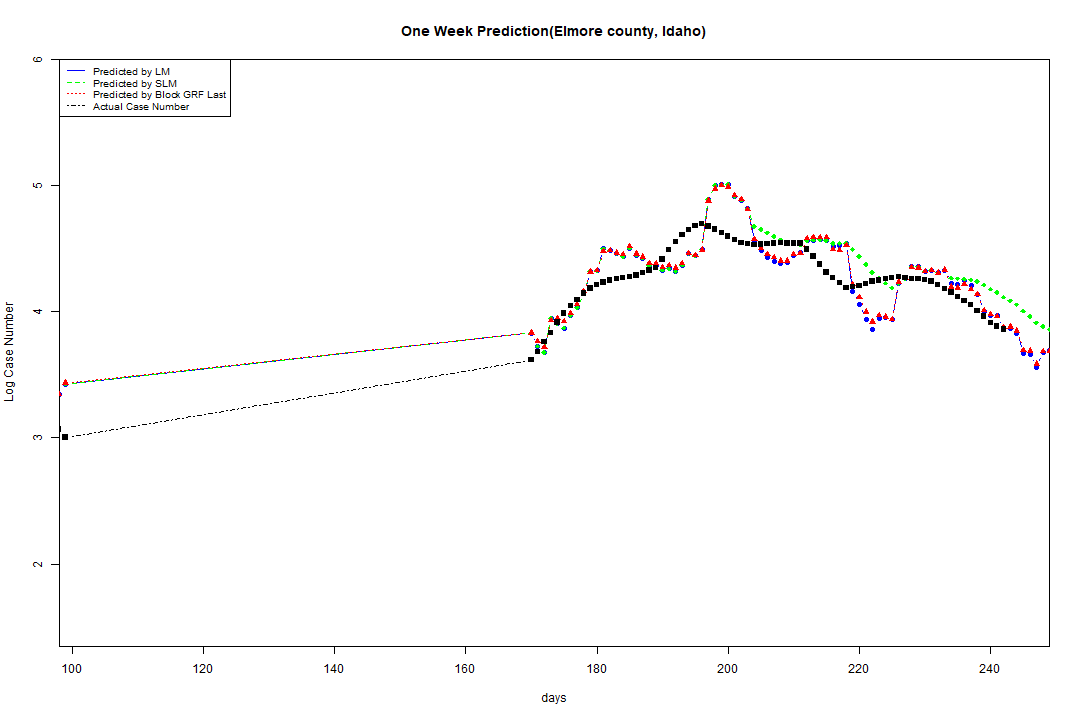 One Week Prediction(Elmore county, Idaho)
Predicted by LM
Predicted by SLM
Predicted by Block GRF Last
Actual Case Number
6
5
4
3
2
Log Case Number
100 120 140 160 180 200 220 240
days